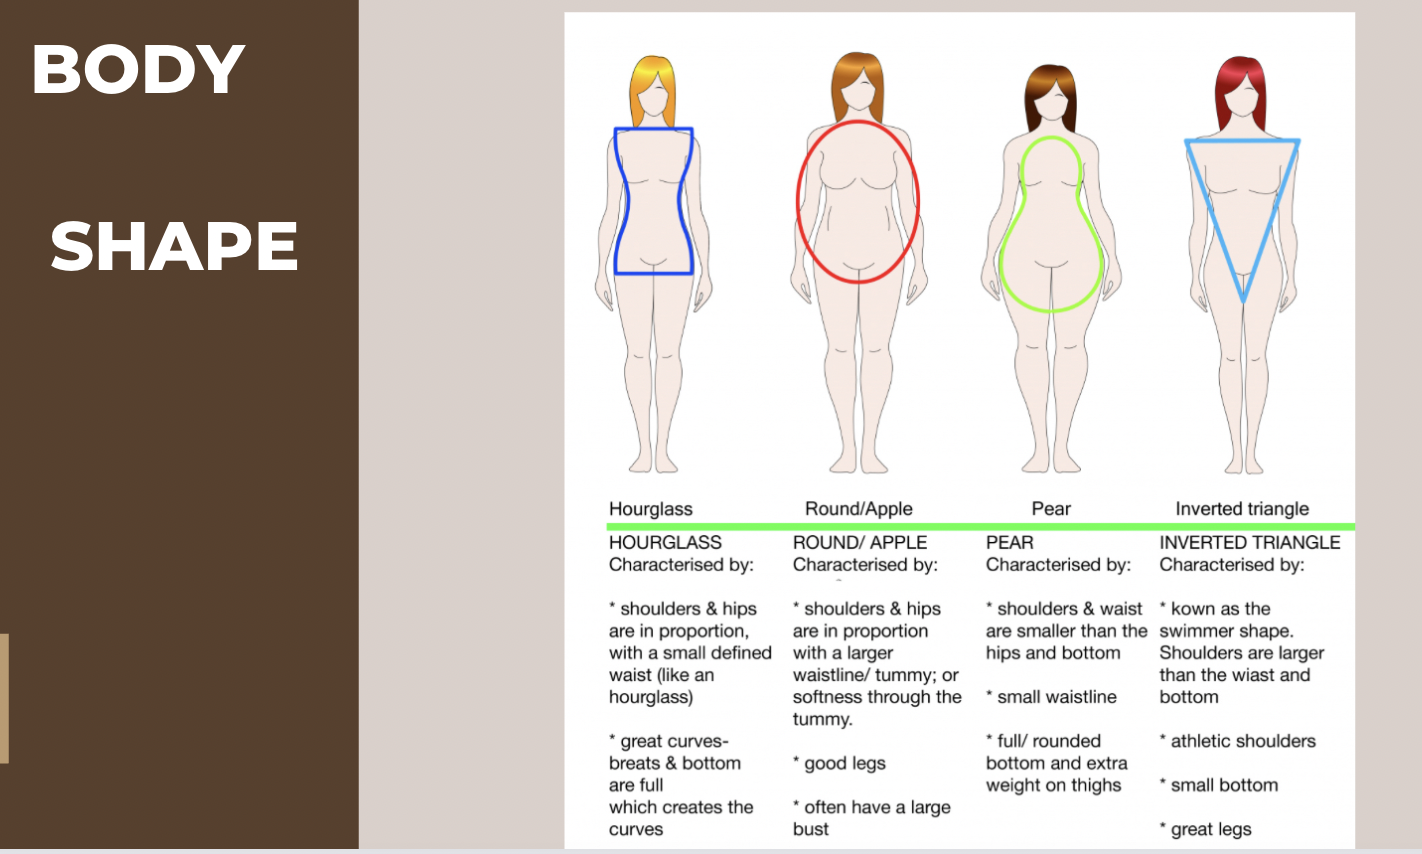 BODY
SHAPE
Hourglass
Round/Apple
Pear
Inverted triangle
HOURGLASS
Characterised by:
* shoulders & hips
are in proportion,
with a small defined
waist (like an
hourglass)
* great curves-
breats & bottom
are full
which creates the
curves
ROUND/ APPLE
Characterised by:
* shoulders & hips
are in proportion
with a larger
waistline/ tummy; or
softness through the
tummy.
* good legs
* often have a large
bust
PEAR
Characterised by:
* shoulders & waist
are smaller than the
hips and bottom
* small waistline
* full/ rounded
bottom and extra
weight on thighs
INVERTED TRIANGLE
Characterised by:
* kown as the
swimmer shape.
Shoulders are larger
than the wiast and
bottom
* athletic shoulders
* small bottom
* great legs